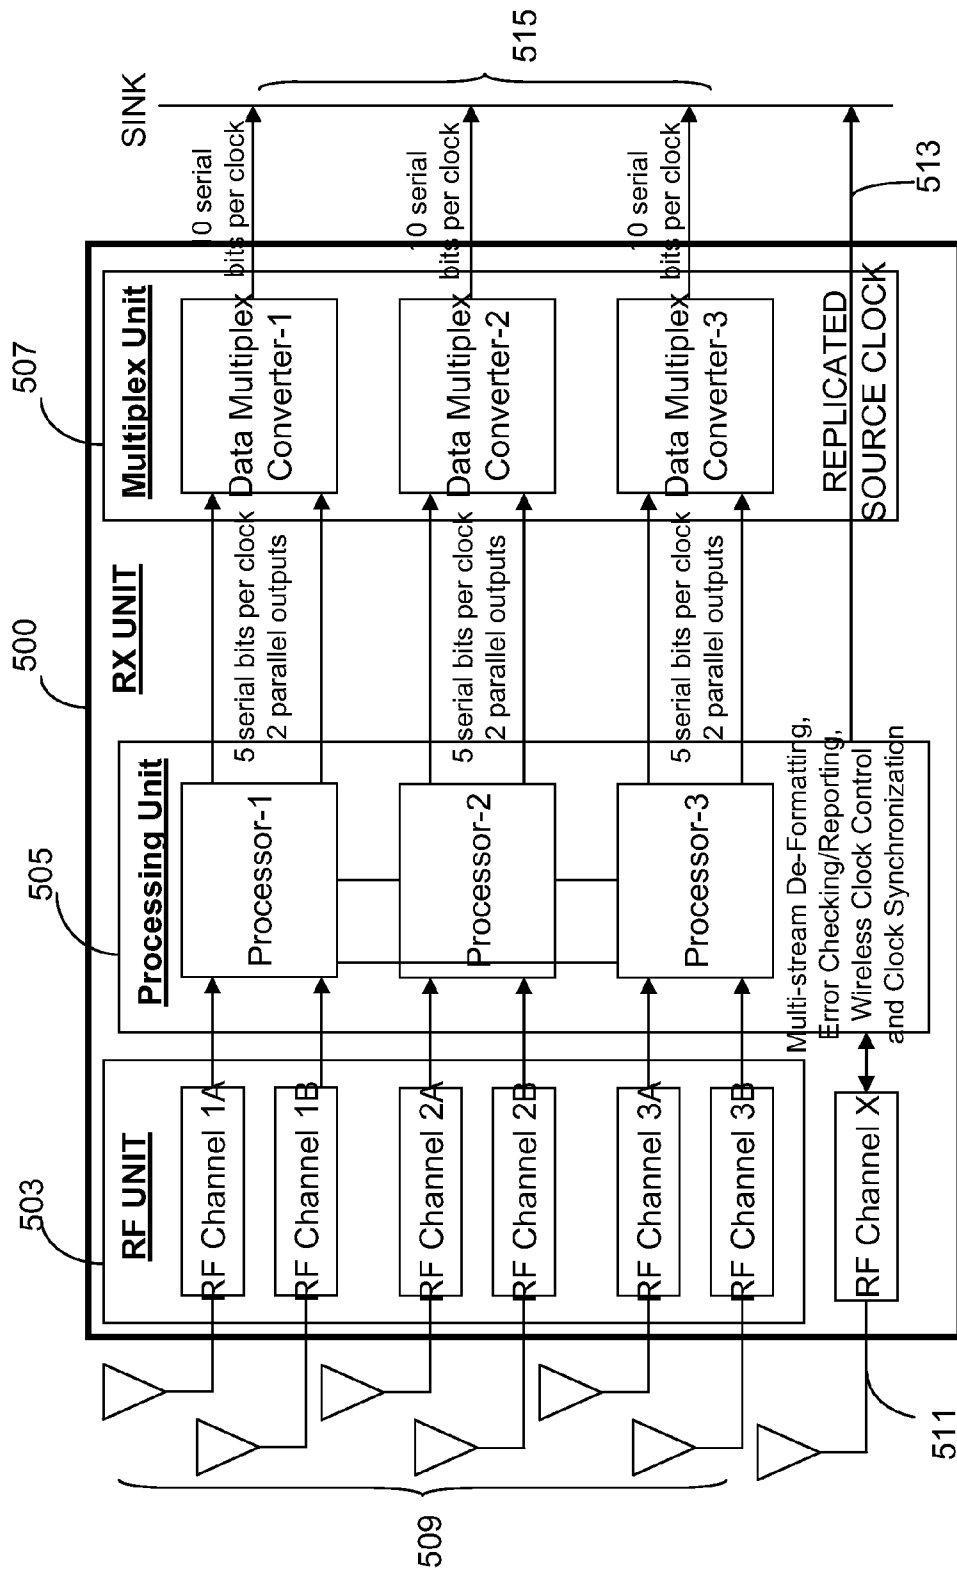 500
RX UNIT
503
RF UNIT
RF Channel 1A
RF Channel 1B
RF Channel 2A
RF Channel 2B
RF Channel 3A
RF Channel 3B
RF Channel X
509
511
505
Processing Unit
Processor-1
Processor-2
Processor-3
Multi-stream De-Formatting,
Error Checking/Reporting,
Wireless Clock Control
and Clock Synchronization
5 serial bits per clock
2 parallel outputs
5 serial bits per clock
2 parallel outputs
5 serial bits per clock
2 parallel outputs
507
Multiplex Unit
Data Multiplex
Converter-1
Data Multiplex
Converter-2
Data Multiplex
Converter-3
REPLICATED
SOURCE CLOCK
10 serial
bits per clock
10 serial
bits per clock
10 serial
bits per clock
SINK
515
513